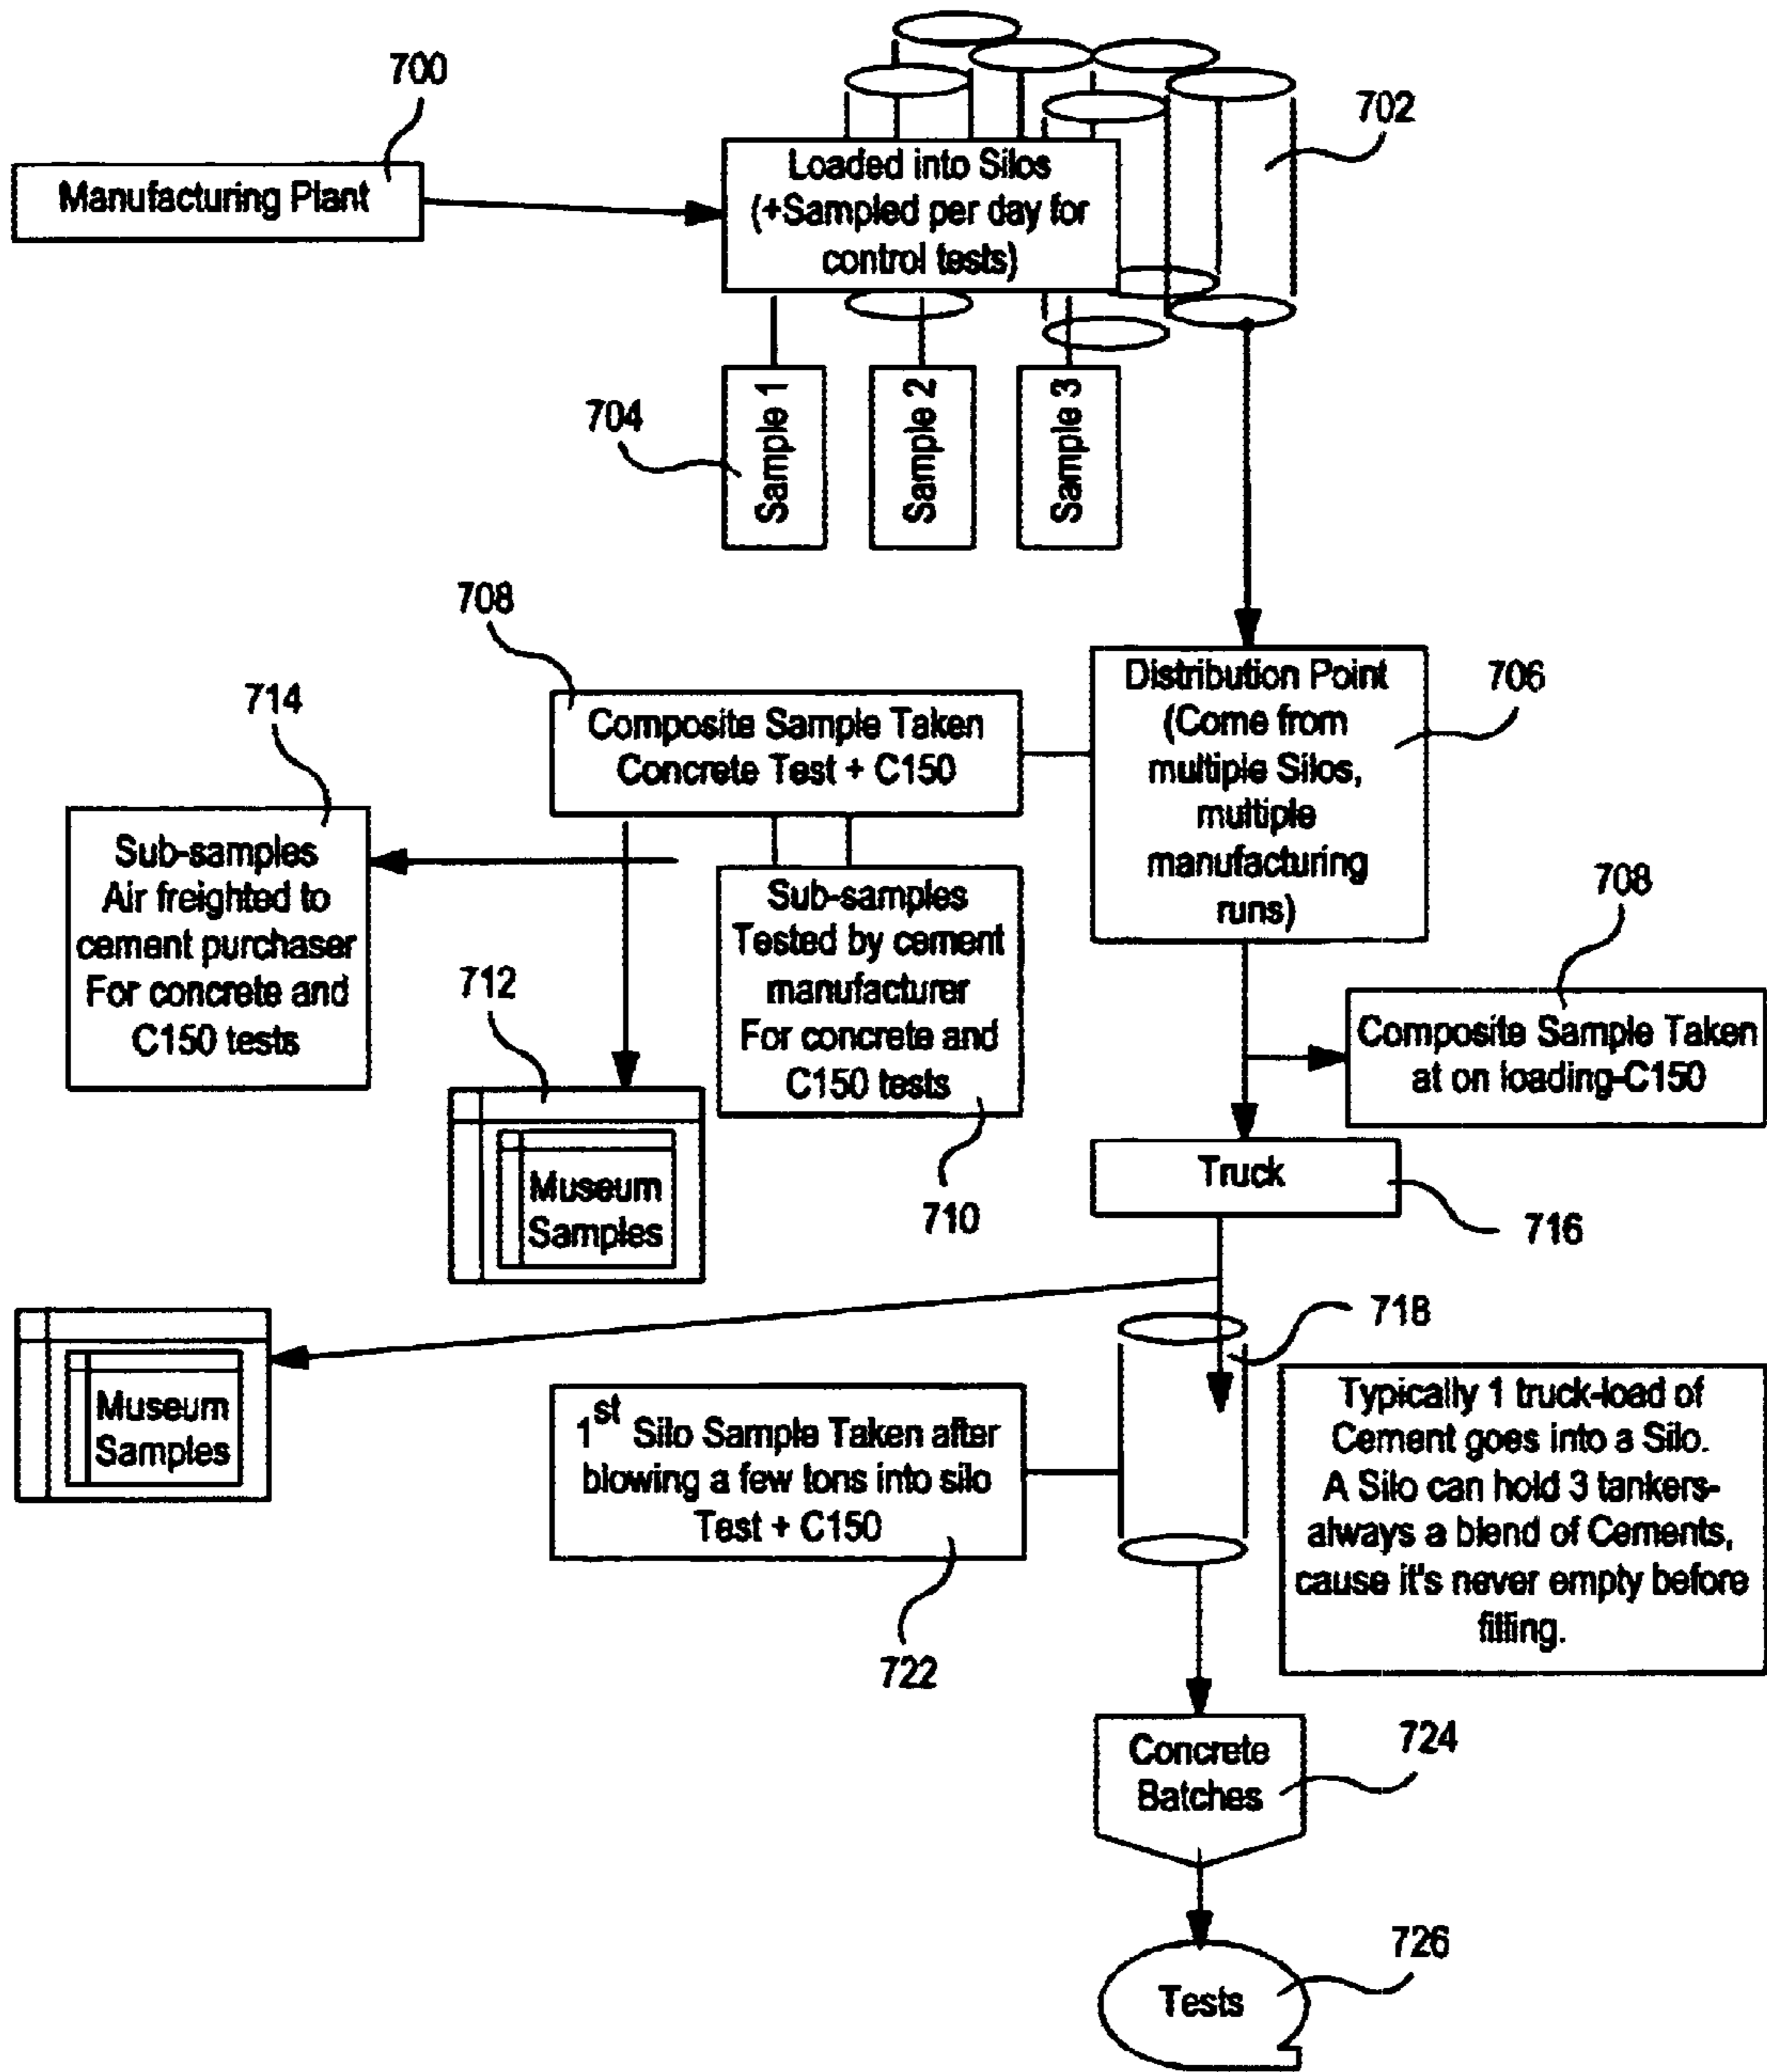 700
702
Manufacturing Plant
Loaded into Silos
(+Sampled per day for
control tests)
704
Sample 1
Sample 2
Sample 3
708
706
Distribution Point
(Come from
multiple Silos,
multiple
manufacturing
runs)
714
Composite Sample Taken
Concrete Test + C150
Sub-samples
Air freighted to
cement purchaser
For concrete and
C150 tests
Sub-samples
Tested by cement
manufacturer
For concrete and
C150 tests
708
Composite Sample Taken
at on loading-C150
712
Museum
Samples
710
Truck
716
718
Museum
Samples
1st Silo Sample Taken after
blowing a few tons into silo
Test + C150
722
Typically 1 truck-load of
Cement goes into a Silo.
A Silo can hold 3 tankers-
always a blend of Cements,
cause it's never empty before
filling.
Concrete
Batches
724
Tests
726